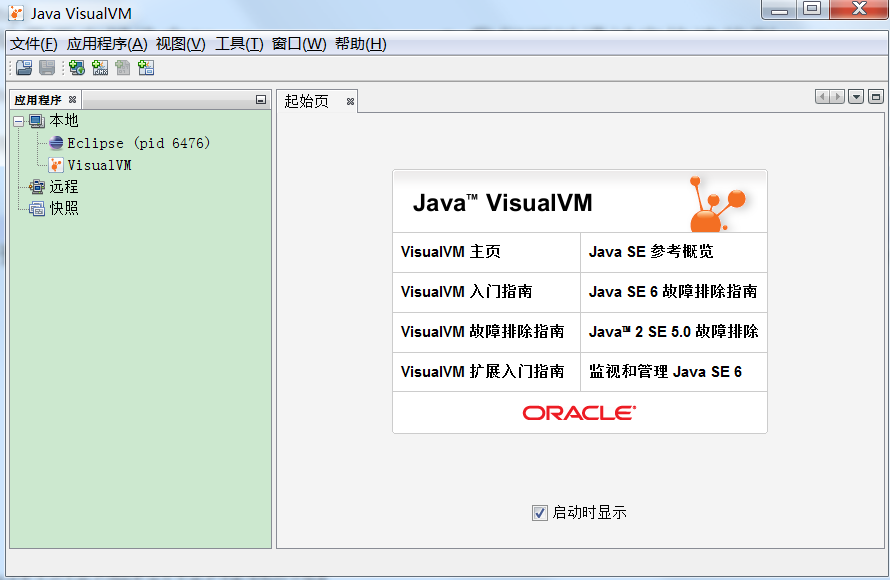 Java VisualVM
文件(F) 应用程序(A) 视图(V) 工具(T) 窗口(W) 帮助(H)
应用程序
本地
Eclipse (pid 6476)
VisualVM
远程
快照
起始页
Java™ VisualVM
VisualVM 主页
Java SE 参考概览
VisualVM 入门指南
Java SE 6 故障排除指南
VisualVM 故障排除指南
Java™ 2 SE 5.0 故障排除
VisualVM 扩展入门指南
监视和管理 Java SE 6
ORACLE
启动时显示